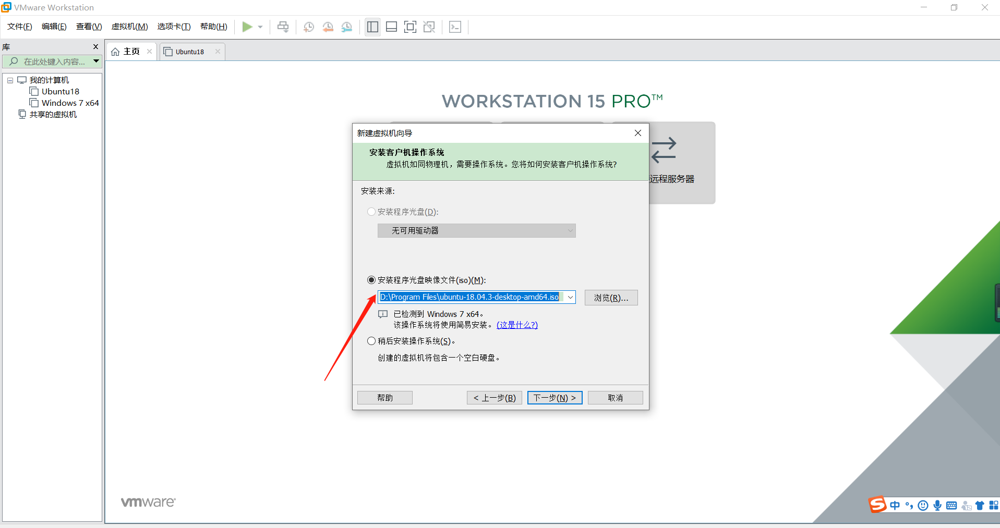 VMware Workstation
文件(F) 编辑(E) 查看(V) 虚拟机(M) 选项卡(T) 帮助(H)
库
在此处键入内容...
我的计算机
Ubuntu18
Windows 7 x64
共享的虚拟机
主页
Ubuntu18
WORKSTATION 15 PRO™
远程服务器
新建虚拟机向导
安装客户机操作系统
虚拟机如同物理机，需要操作系统。您将如何安装客户机操作系统?
安装来源:
安装程序光盘(D):
无可用驱动器
安装程序光盘映像文件(iso)(M):
D:\Program Files\ubuntu-18.04.3-desktop-amd64.iso
浏览(R)...
已检测到 Windows 7 x64。
该操作系统将使用简易安装。 (这是什么?)
稍后安装操作系统(S)。
创建的虚拟机将包含一个空白硬盘。
帮助
< 上一步(B)
下一步(N) >
取消
vmware
S 中